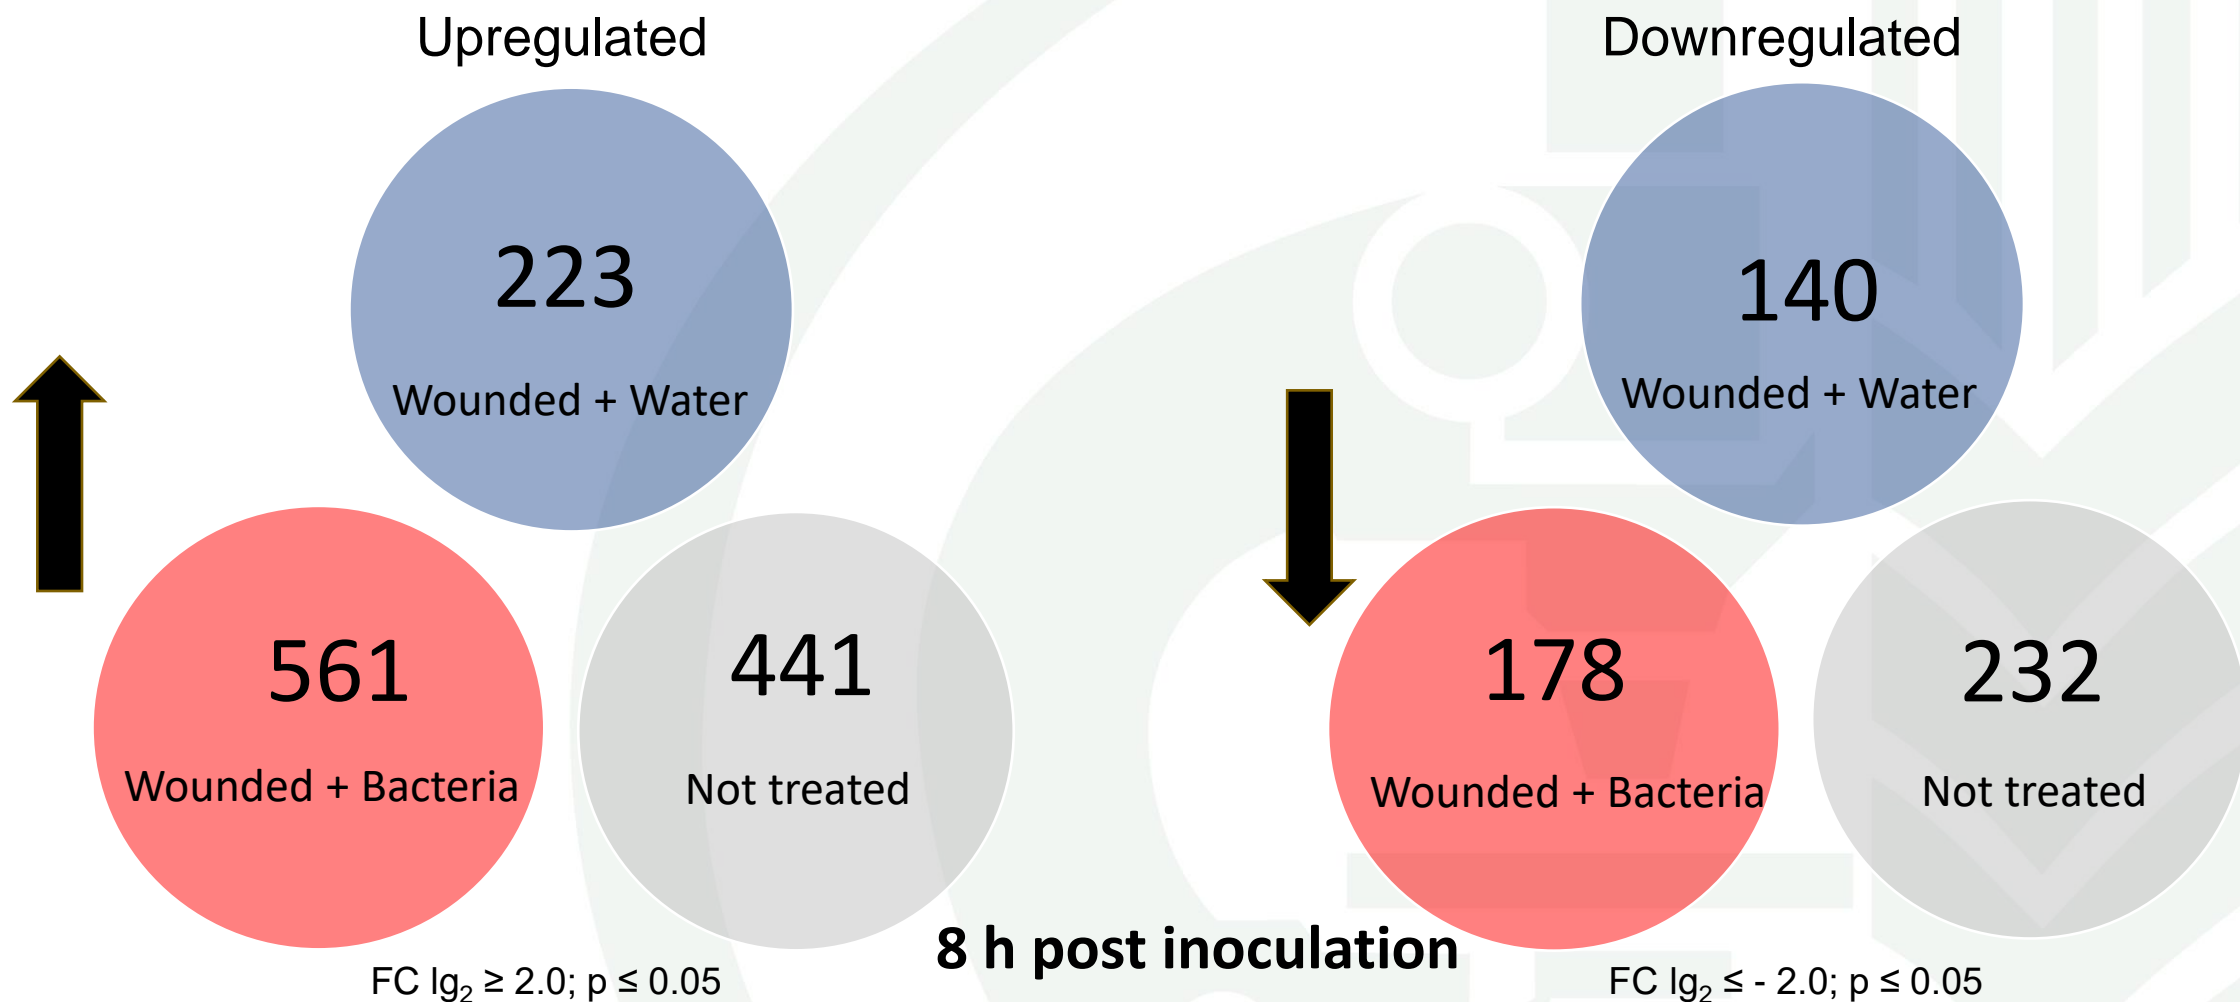 Upregulated
223
Wounded + Water
561
Wounded + Bacteria
441
Not treated
FC lg₂ ≥ 2.0; p ≤ 0.05
8 h post inoculation
Downregulated
140
Wounded + Water
178
Wounded + Bacteria
232
Not treated
FC lg₂ ≤ - 2.0; p ≤ 0.05